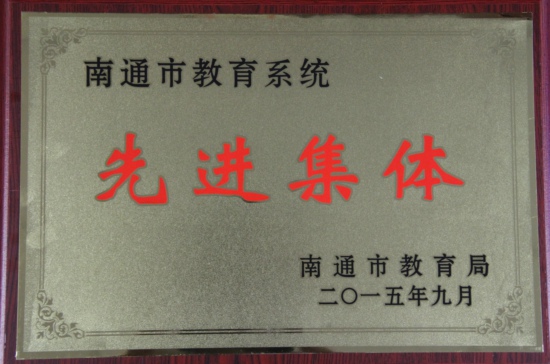 南通市教育系统
先进集体
南通市教育局
二〇一五年九月